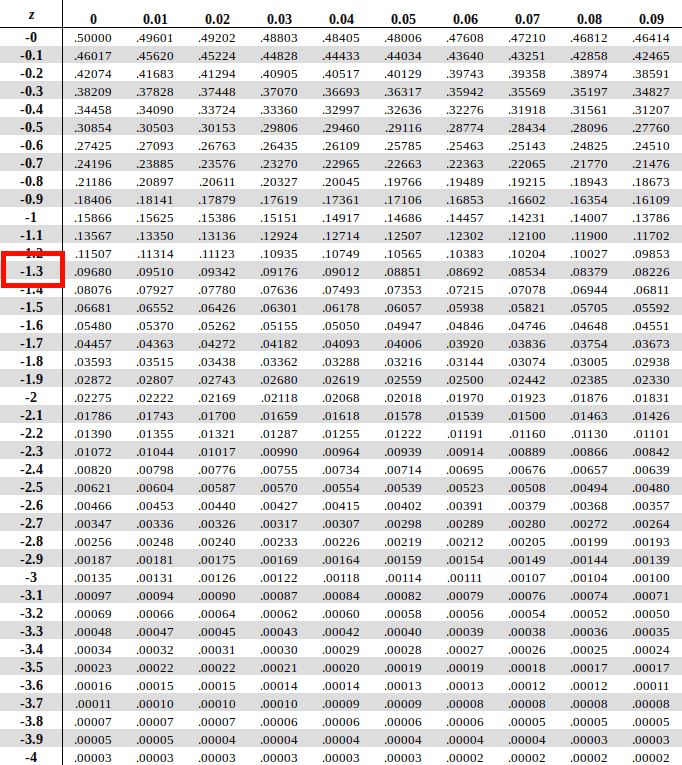 z 0 0.01 0.02 0.03 0.04 0.05 0.06 0.07 0.08 0.09
-0 .50000 .49601 .49202 .48803 .48405 .48006 .47608 .47210 .46812 .46414
-0.1 .46017 .45620 .45224 .44828 .44433 .44034 .43640 .43251 .42858 .42465
-0.2 .42074 .41683 .41294 .40905 .40517 .40129 .39743 .39358 .38974 .38591
-0.3 .38209 .37828 .37448 .37070 .36693 .36317 .35942 .35569 .35197 .34827
-0.4 .34458 .34090 .33724 .33360 .32997 .32636 .32276 .31918 .31561 .31207
-0.5 .30854 .30503 .30153 .29806 .29460 .29116 .28774 .28434 .28096 .27760
-0.6 .27425 .27093 .26763 .26435 .26109 .25785 .25463 .25143 .24825 .24510
-0.7 .24196 .23885 .23576 .23270 .22965 .22663 .22363 .22065 .21770 .21476
-0.8 .21186 .20897 .20611 .20327 .20045 .19766 .19489 .19215 .18943 .18673
-0.9 .18406 .18141 .17879 .17619 .17361 .17106 .16853 .16602 .16354 .16109
-1 .15866 .15625 .15386 .15151 .14917 .14686 .14457 .14231 .14007 .13786
-1.1 .13567 .13350 .13136 .12924 .12714 .12507 .12302 .12100 .11900 .11702
-1.2 .11507 .11314 .11123 .10935 .10749 .10565 .10383 .10204 .10027 .09853
-1.3 .09680 .09510 .09342 .09176 .09012 .08851 .08692 .08534 .08379 .08226
-1.4 .08076 .07927 .07780 .07636 .07493 .07353 .07215 .07078 .06944 .06811
-1.5 .06681 .06552 .06426 .06301 .06178 .06057 .05938 .05821 .05705 .05592
-1.6 .05480 .05370 .05262 .05155 .05050 .04947 .04846 .04746 .04648 .04551
-1.7 .04457 .04363 .04272 .04182 .04093 .04006 .03920 .03836 .03754 .03673
-1.8 .03593 .03515 .03438 .03362 .03288 .03216 .03144 .03074 .03005 .02938
-1.9 .02872 .02807 .02743 .02680 .02619 .02559 .02500 .02442 .02385 .02330
-2 .02275 .02222 .02169 .02118 .02068 .02018 .01970 .01923 .01876 .01831
-2.1 .01786 .01743 .01700 .01659 .01618 .01578 .01539 .01500 .01463 .01426
-2.2 .01390 .01355 .01321 .01287 .01255 .01222 .01191 .01160 .01130 .01101
-2.3 .01072 .01044 .01017 .00990 .00964 .00939 .00914 .00889 .00866 .00842
-2.4 .00820 .00798 .00776 .00755 .00734 .00714 .00695 .00676 .00657 .00639
-2.5 .00621 .00604 .00587 .00570 .00554 .00539 .00523 .00508 .00494 .00480
-2.6 .00466 .00453 .00440 .00427 .00415 .00402 .00391 .00379 .00368 .00357
-2.7 .00347 .00336 .00326 .00317 .00307 .00298 .00289 .00280 .00272 .00264
-2.8 .00256 .00248 .00240 .00233 .00226 .00219 .00212 .00205 .00199 .00193
-2.9 .00187 .00181 .00175 .00169 .00164 .00159 .00154 .00149 .00144 .00139
-3 .00135 .00131 .00126 .00122 .00118 .00114 .00111 .00107 .00104 .00100
-3.1 .00097 .00094 .00090 .00087 .00084 .00082 .00079 .00076 .00074 .00071
-3.2 .00069 .00066 .00064 .00062 .00060 .00058 .00056 .00054 .00052 .00050
-3.3 .00048 .00047 .00045 .00043 .00042 .00040 .00039 .00038 .00036 .00035
-3.4 .00034 .00032 .00031 .00030 .00029 .00028 .00027 .00026 .00025 .00024
-3.5 .00023 .00022 .00022 .00021 .00020 .00019 .00019 .00018 .00017 .00017
-3.6 .00016 .00015 .00015 .00014 .00014 .00013 .00013 .00012 .00012 .00011
-3.7 .00011 .00010 .00010 .00010 .00009 .00009 .00008 .00008 .00008 .00008
-3.8 .00007 .00007 .00007 .00006 .00006 .00006 .00006 .00005 .00005 .00005
-3.9 .00005 .00005 .00004 .00004 .00004 .00004 .00004 .00004 .00003 .00003
-4 .00003 .00003 .00003 .00003 .00003 .00003 .00002 .00002 .00002 .00002